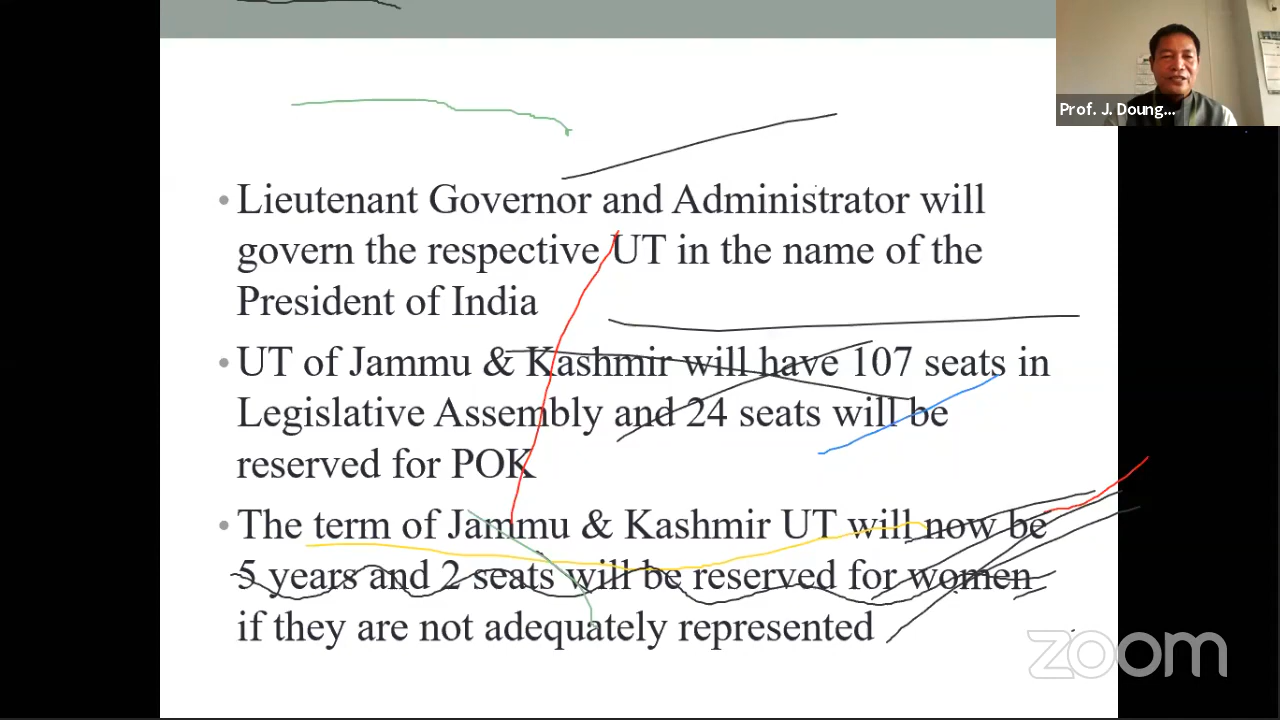 Prof. J. Doung...
• Lieutenant Governor and Administrator will
govern the respective UT in the name of the
President of India
• UT of Jammu & Kashmir will have 107 seats in
Legislative Assembly and 24 seats will be
reserved for POK
• The term of Jammu & Kashmir UT will now be
5 years and 2 seats will be reserved for women
if they are not adequately represented
zoom